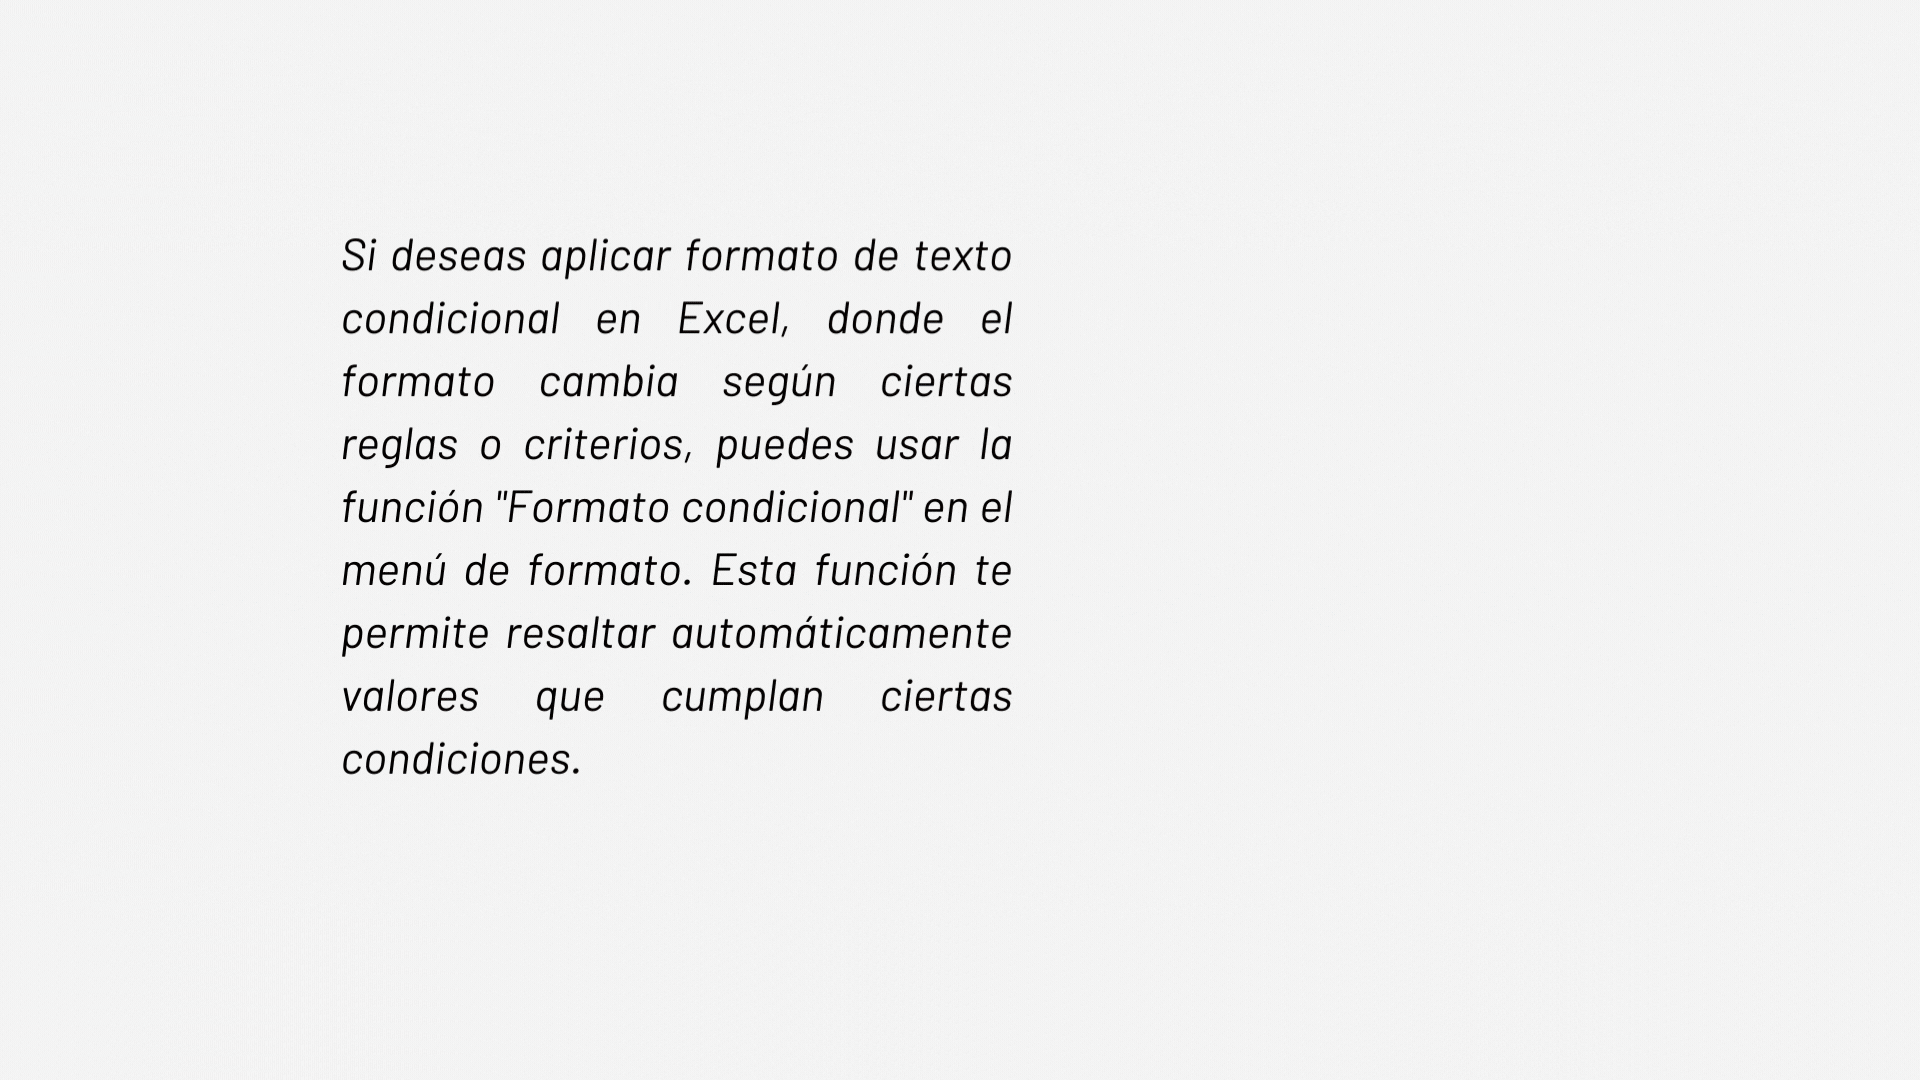 Si deseas aplicar formato de texto
condicional en Excel, donde el
formato cambia según ciertas
reglas o criterios, puedes usar la
función "Formato condicional" en el
menú de formato. Esta función te
permite resaltar automáticamente
valores que cumplan ciertas
condiciones.